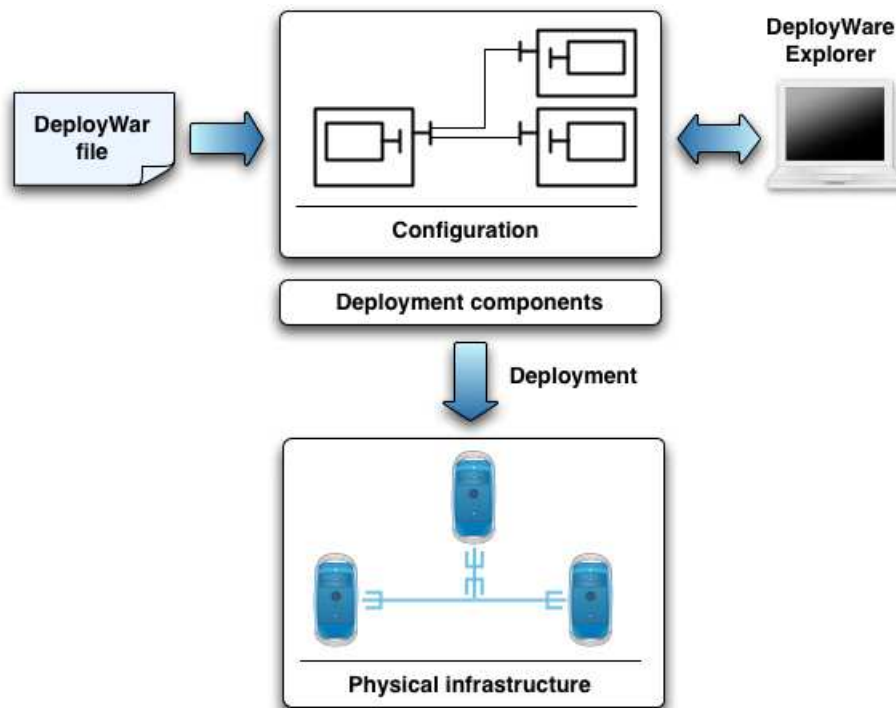 DeployWare
Explorer
DeployWar
file
Configuration
Deployment components
Deployment
Physical infrastructure